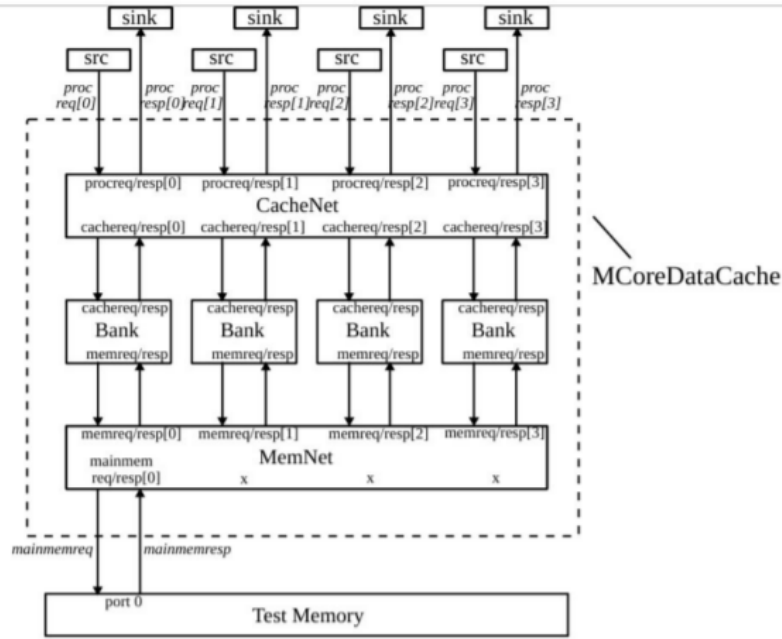 sink sink sink sink
src src src src
proc proc proc proc proc proc proc proc
req[0] resp[0] req[1] resp[1] req[2] resp[2] req[3] resp[3]
procreq/resp[0] procreq/resp[1] procreq/resp[2] procreq/resp[3]
CacheNet
cachereq/resp[0] cachereq/resp[1] cachereq/resp[2] cachereq/resp[3]
MCoreDataCache
cachereq/resp cachereq/resp cachereq/resp cachereq/resp
Bank Bank Bank Bank
memreq/resp memreq/resp memreq/resp memreq/resp
memreq/resp[0] memreq/resp[1] memreq/resp[2] memreq/resp[3]
mainmem MemNet
req/resp[0] x x x
mainmemreq mainmemresp
port 0
Test Memory